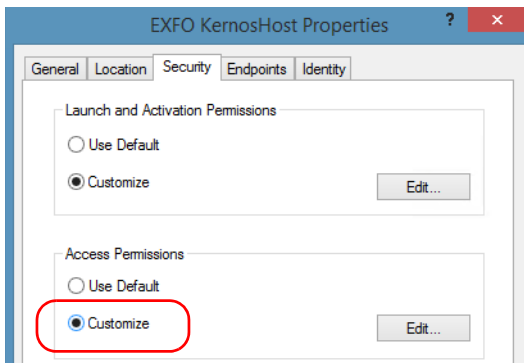 EXFO KernosHost Properties ? ×
General Location Security Endpoints Identity
Launch and Activation Permissions
Use Default
Customize
Edit...
Access Permissions
Use Default
Customize
Edit...